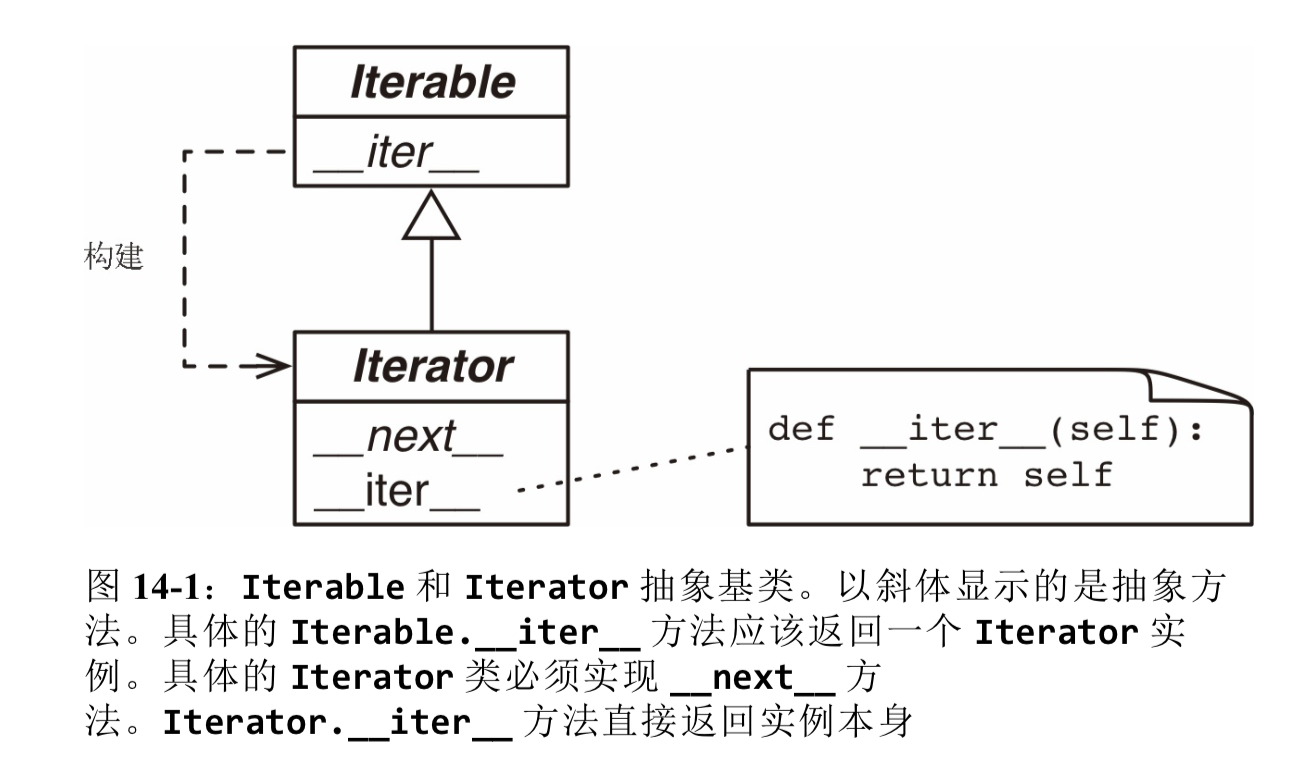 Iterable
__iter__
构建
Iterator
__next__
__iter__
def __iter__(self):
return self
图 14-1：Iterable 和 Iterator 抽象基类。以斜体显示的是抽象方
法。具体的 Iterable.__iter__ 方法应该返回一个 Iterator 实
例。具体的 Iterator 类必须实现 __next__ 方
法。Iterator.__iter__ 方法直接返回实例本身